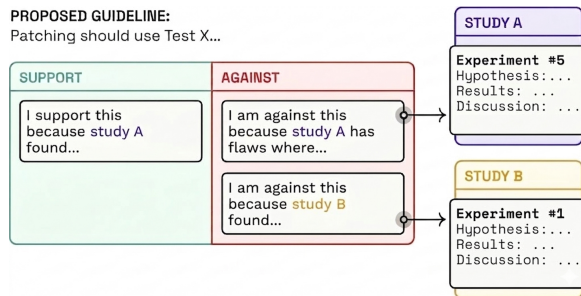 PROPOSED GUIDELINE:
Patching should use Test X...
SUPPORT
I support this
because study A
found...
AGAINST
I am against this
because study A has
flaws where...
I am against this
because study B
found...
STUDY A
Experiment #5
Hypothesis:...
Results: ...
Discussion: ...
STUDY B
Experiment #1
Hypothesis:...
Results: ...
Discussion: ...